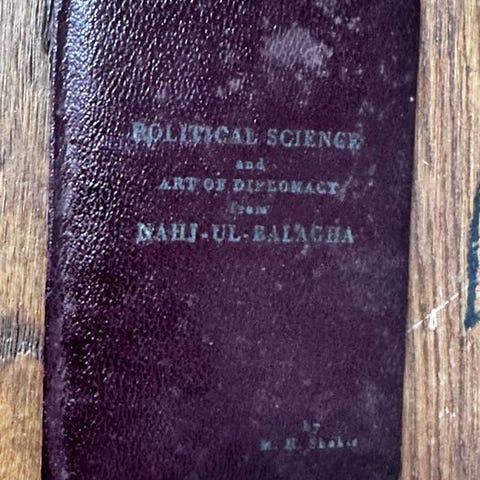 POLITICAL SCIENCE
and
ART OF DIPLOMACY
from
NAHJ-UL-BALAGHA
by
M. H. Shakir